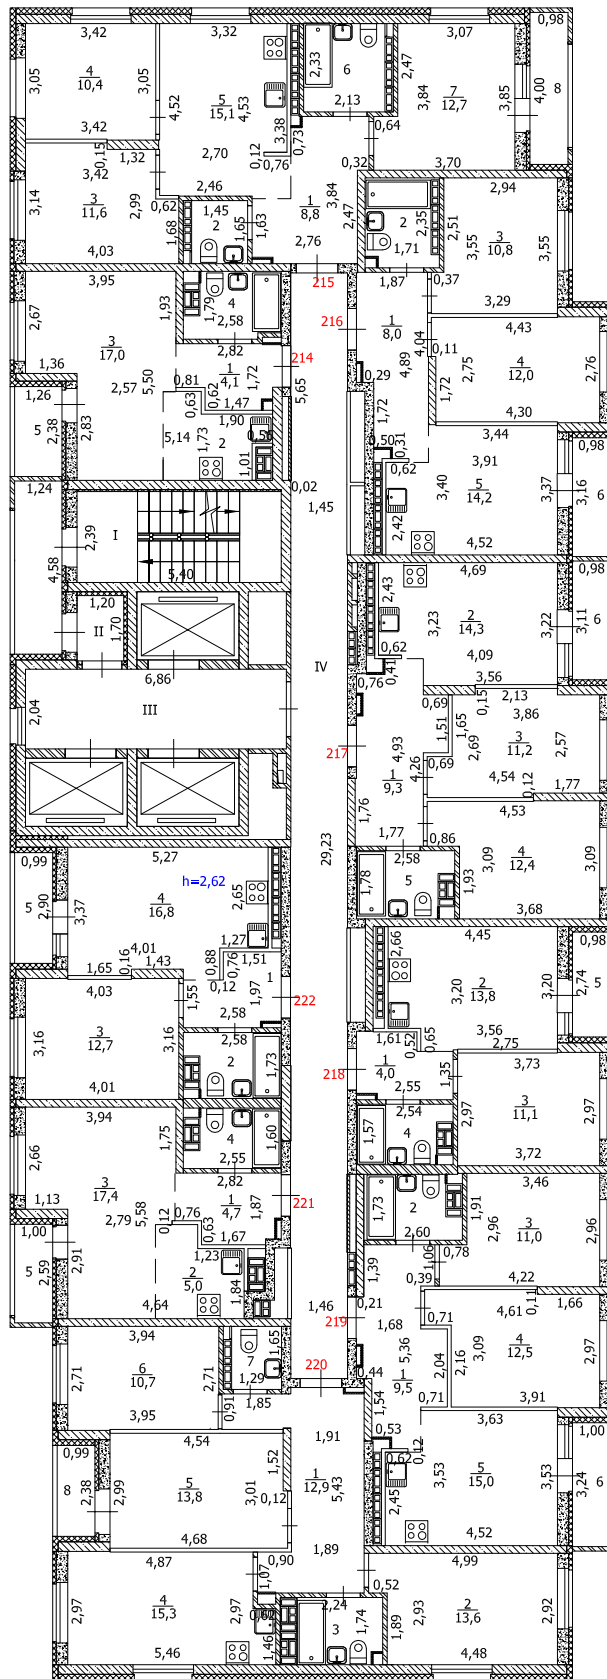 3,42 3,32 3,07 0,98
3,05 4 10,4 3,05 4,52 5 15,1 4,53 2,33 6 2,47 3,84 7 12,7 3,85 4,00 8
3,42 3,38 0,73 2,13 0,64
0,15 1,32 2,70 0,12 0,76 0,32 3,70
3,42 2,46 3,84 2,94
3,14 3 11,6 2,99 0,62 1,45 1 8,8 2,47 2 2,35 2,51 3 10,8 3,55 3,55
1,68 2 1,65 1,63 1,71
4,03 2,76 1,87 0,37
3,95 215 3,29
2,67 1,93 1,79 4 2,58 216 1 8,0 4,04 4,43
3 17,0 2,82 4,89 0,11 2,75 4 12,0 2,76
1,36 214
1,26 2,57 5,50 0,81 1 4,1 1,72 5,65 0,29 1,72 4,30
5 2,38 2,83 0,63 0,62 1,47 1,72 3,44 0,98
5,14 1,73 1,90 0,50 0,50 0,31 3,91
2 1,01 0,62 3,40 5 14,2 3,37 3,16 6
1,24 0,02 1,45 2,42
2,39 I 4,52
4,58 5,40 4,69 0,98
1,20 2,43
II 1,70 3,23 2 14,3 3,22 3,11 6
0,62 4,09
IV 0,41 3,56
6,86 0,76 0,69 0,15 2,13
2,04 III 1,51 1,65 3,86
217 4,93 2,69 3 11,2 2,57
4,26 0,69
1 9,3 4,54 0,12 1,77
1,76 4,53
1,77 0,86
5,27 29,23 2,58 3,09 4 12,4 3,09
0,99 h=2,62 1,78 5 1,93
5 2,90 3,37 4 16,8 2,65 3,68
1,27 4,45 0,98
4,01 0,88 0,76 1,51 2,66
1,65 0,16 1,43 0,12 1 3,20 2 13,8 3,20 2,74 5
4,03 1,55 1,97 222 1,61 0,52 0,65 3,56
2,58 2,75
3,16 3 12,7 3,16 2,58 218 1 4,0 1,35 3,73
2 1,73 2,55
4,01 2,54 2,97 3 11,1 2,97
3,94 4 1,60 1,57 4
2,66 1,75 2,55 3,72
3 17,4 2,82 1,73 2 1,91 3,46
1,13 2,79 5,58 1 4,7 1,87 221 2,96 3 11,0 2,96
1,00 0,12 0,76 2,60
5 2,59 2,91 0,63 1,67 1,06 0,78
1,23 1,39 0,39 4,22
2 5,0 1,84 1,46 0,21 4,61 0,11 1,66
4,64 219 1,68 0,71
3,94 7 1,65 5,36 3,09 4 12,5 2,97
2,71 6 10,7 2,71 220 2,04 2,16
1,29 0,44 1 9,5
3,95 0,91 1,85 1,54 0,71 3,91
4,54 1,91 0,53 3,63 1,00
0,99 1,52 0,62 0,12
8 2,38 2,99 5 13,8 3,01 0,12 1 12,9 5,43 2,45 3,53 5 15,0 3,53 3,24 6
4,68 1,89 4,52
4,87 0,90 4,99
1,07 0,52
2,97 4 15,3 2,97 2,24 1,74 1,89 2,93 2 13,6 2,92
5,46 1,46 3 4,48